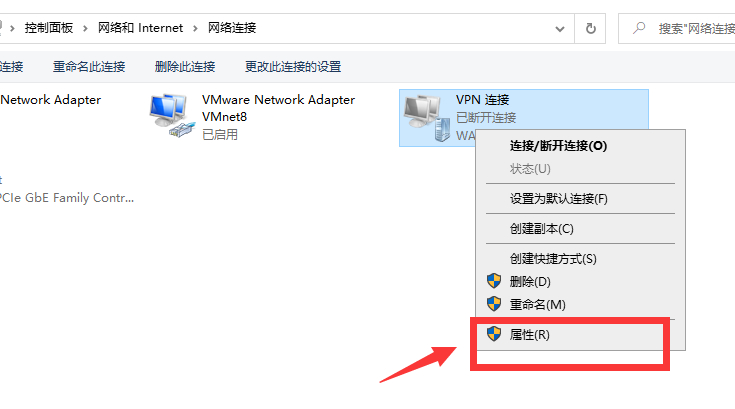 控制面板 › 网络和 Internet › 网络连接
搜索"网络连接
连接 重命名此连接 删除此连接 更改此连接的设置
Network Adapter
VMware Network Adapter
VMnet8
已启用
VPN 连接
已断开连接
WA
PCIe GbE Family Contr...
连接/断开连接(O)
状态(U)
设置为默认连接(F)
创建副本(C)
创建快捷方式(S)
删除(D)
重命名(M)
属性(R)